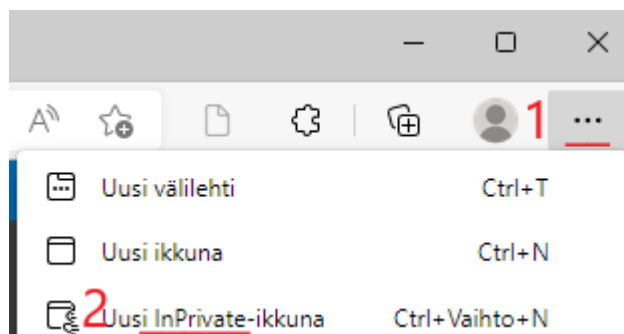 1
Uusi välilehti Ctrl+T
Uusi ikkuna Ctrl+N
2 Uusi InPrivate-ikkuna Ctrl+Vaihto+N